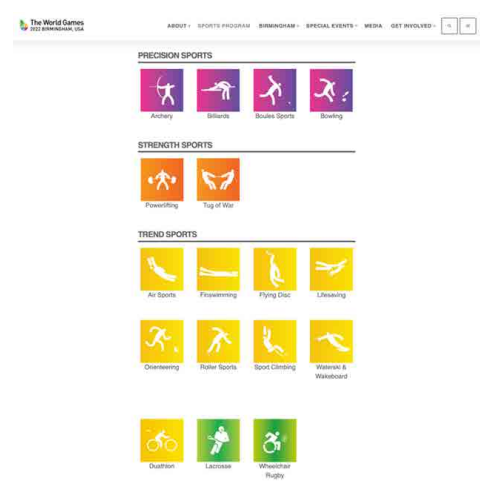 The World Games
2022 BIRMINGHAM, USA
ABOUT
SPORTS PROGRAM
BIRMINGHAM
SPECIAL EVENTS
MEDIA
GET INVOLVED
PRECISION SPORTS
Archery
Billiards
Boules Sports
Bowling
STRENGTH SPORTS
Powerlifting
Tug of War
TREND SPORTS
Air Sports
Finswimming
Flying Disc
Lifesaving
Orienteering
Roller Sports
Sport Climbing
Waterski &
Wakeboard
Duathlon
Lacrosse
Wheelchair
Rugby